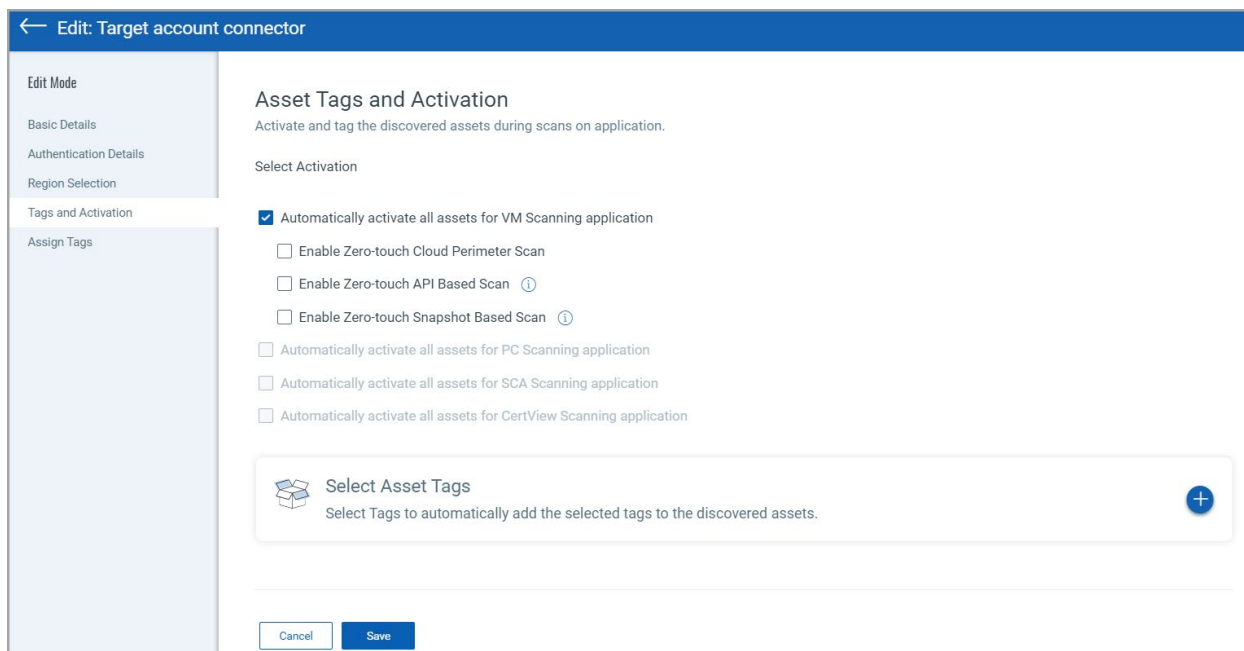 Edit: Target account connector
Edit Mode
Basic Details
Authentication Details
Region Selection
Tags and Activation
Assign Tags
Asset Tags and Activation
Activate and tag the discovered assets during scans on application.
Select Activation
Automatically activate all assets for VM Scanning application
Enable Zero-touch Cloud Perimeter Scan
Enable Zero-touch API Based Scan
Enable Zero-touch Snapshot Based Scan
Automatically activate all assets for PC Scanning application
Automatically activate all assets for SCA Scanning application
Automatically activate all assets for CertView Scanning application
Select Asset Tags
Select Tags to automatically add the selected tags to the discovered assets.
Cancel Save